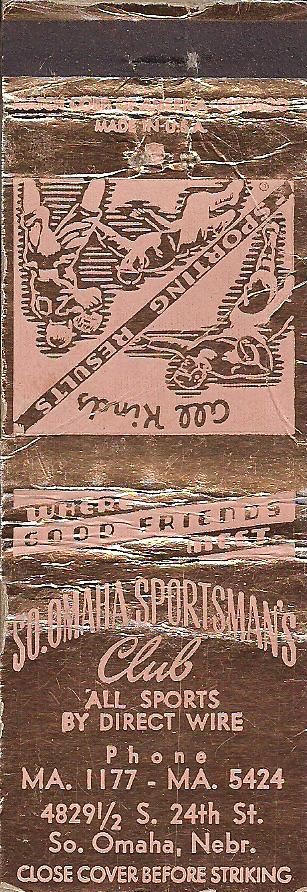 MADE IN U.S.A.
All Kinds
SPORTING RESULTS
WHERE
GOOD FRIENDS
MEET
SO. OMAHA SPORTSMAN'S
Club
ALL SPORTS
BY DIRECT WIRE
Phone
MA. 1177 - MA. 5424
4829½ S. 24th St.
So. Omaha, Nebr.
CLOSE COVER BEFORE STRIKING